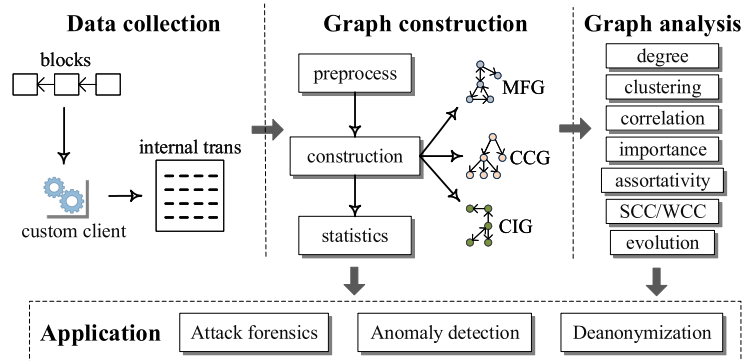 Data collection
blocks
internal trans
custom client
Graph construction
preprocess
construction
statistics
MFG
CCG
CIG
Graph analysis
degree
clustering
correlation
importance
assortativity
SCC/WCC
evolution
Application
Attack forensics
Anomaly detection
Deanonymization